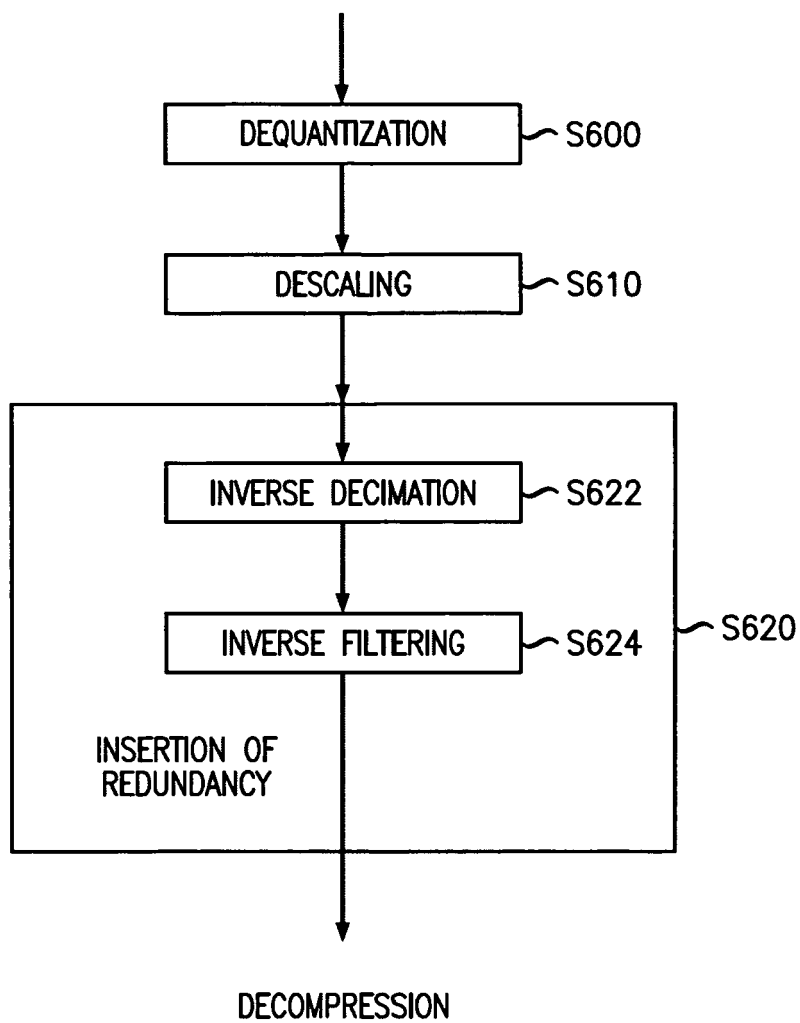 DEQUANTIZATION S600
DESCALING S610
INVERSE DECIMATION S622
INVERSE FILTERING S624
S620
INSERTION OF
REDUNDANCY
DECOMPRESSION